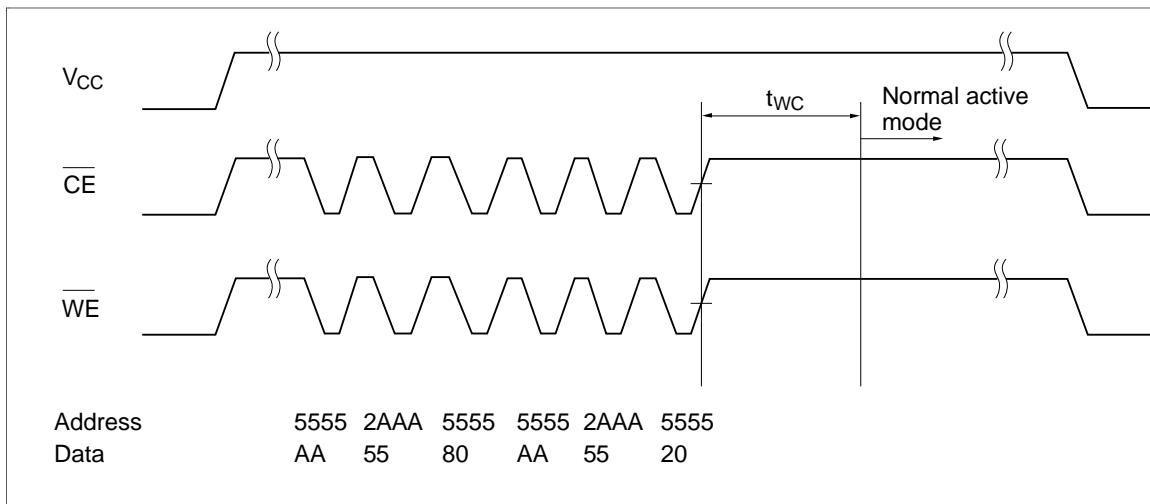 VCC
tWC
Normal active
mode
CE
WE
Address 5555 2AAA 5555 5555 2AAA 5555
Data AA 55 80 AA 55 20